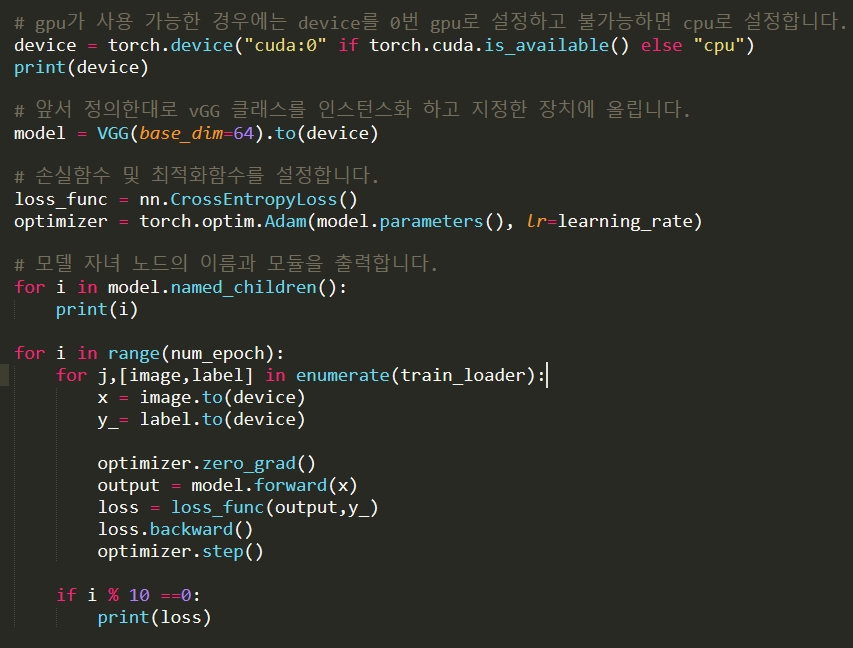 # gpu가 사용 가능한 경우에는 device를 0번 gpu로 설정하고 불가능하면 cpu로 설정합니다.
device = torch.device("cuda:0" if torch.cuda.is_available() else "cpu")
print(device)
# 앞서 정의한대로 vGG 클래스를 인스턴스화 하고 지정한 장치에 올립니다.
model = VGG(base_dim=64).to(device)
# 손실함수 및 최적화함수를 설정합니다.
loss_func = nn.CrossEntropyLoss()
optimizer = torch.optim.Adam(model.parameters(), lr=learning_rate)
# 모델 자녀 노드의 이름과 모듈을 출력합니다.
for i in model.named_children():
    print(i)
for i in range(num_epoch):
    for j,[image,label] in enumerate(train_loader):
        x = image.to(device)
        y_= label.to(device)
        optimizer.zero_grad()
        output = model.forward(x)
        loss = loss_func(output,y_)
        loss.backward()
        optimizer.step()
    if i % 10 ==0:
        print(loss)